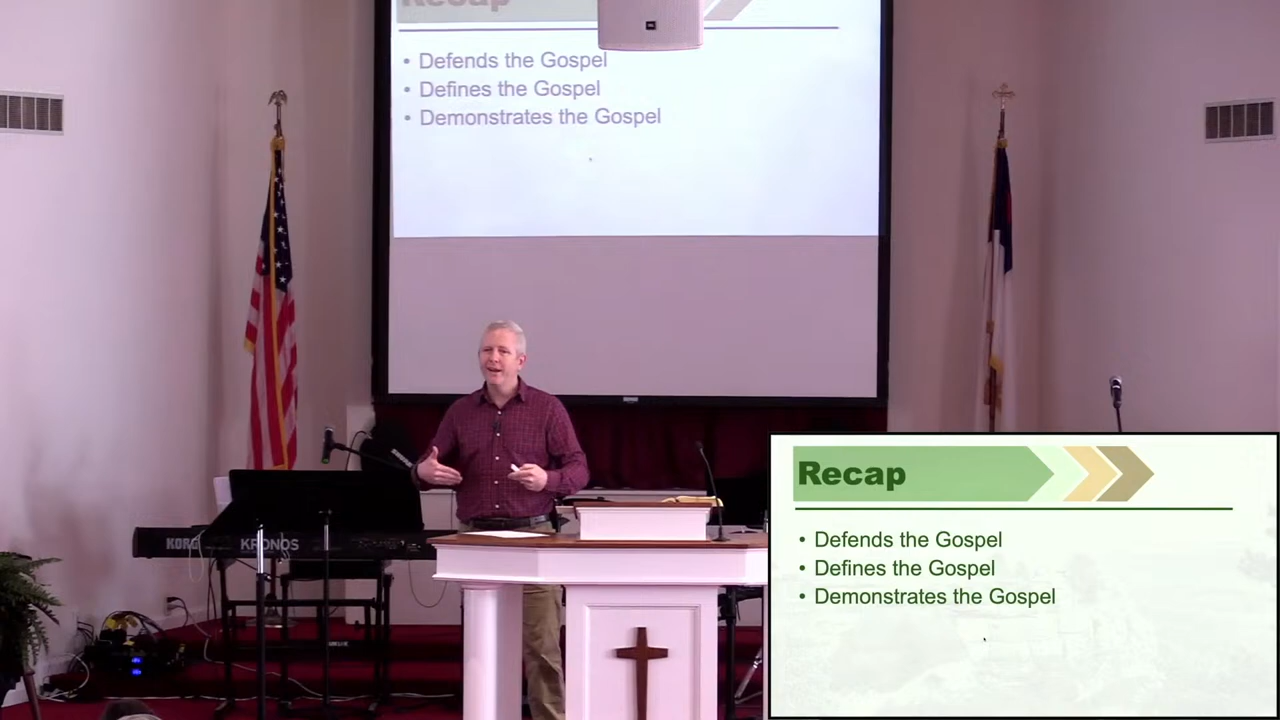 Recap
• Defends the Gospel
• Defines the Gospel
• Demonstrates the Gospel
KORG
KRONOS
Recap
• Defends the Gospel
• Defines the Gospel
• Demonstrates the Gospel